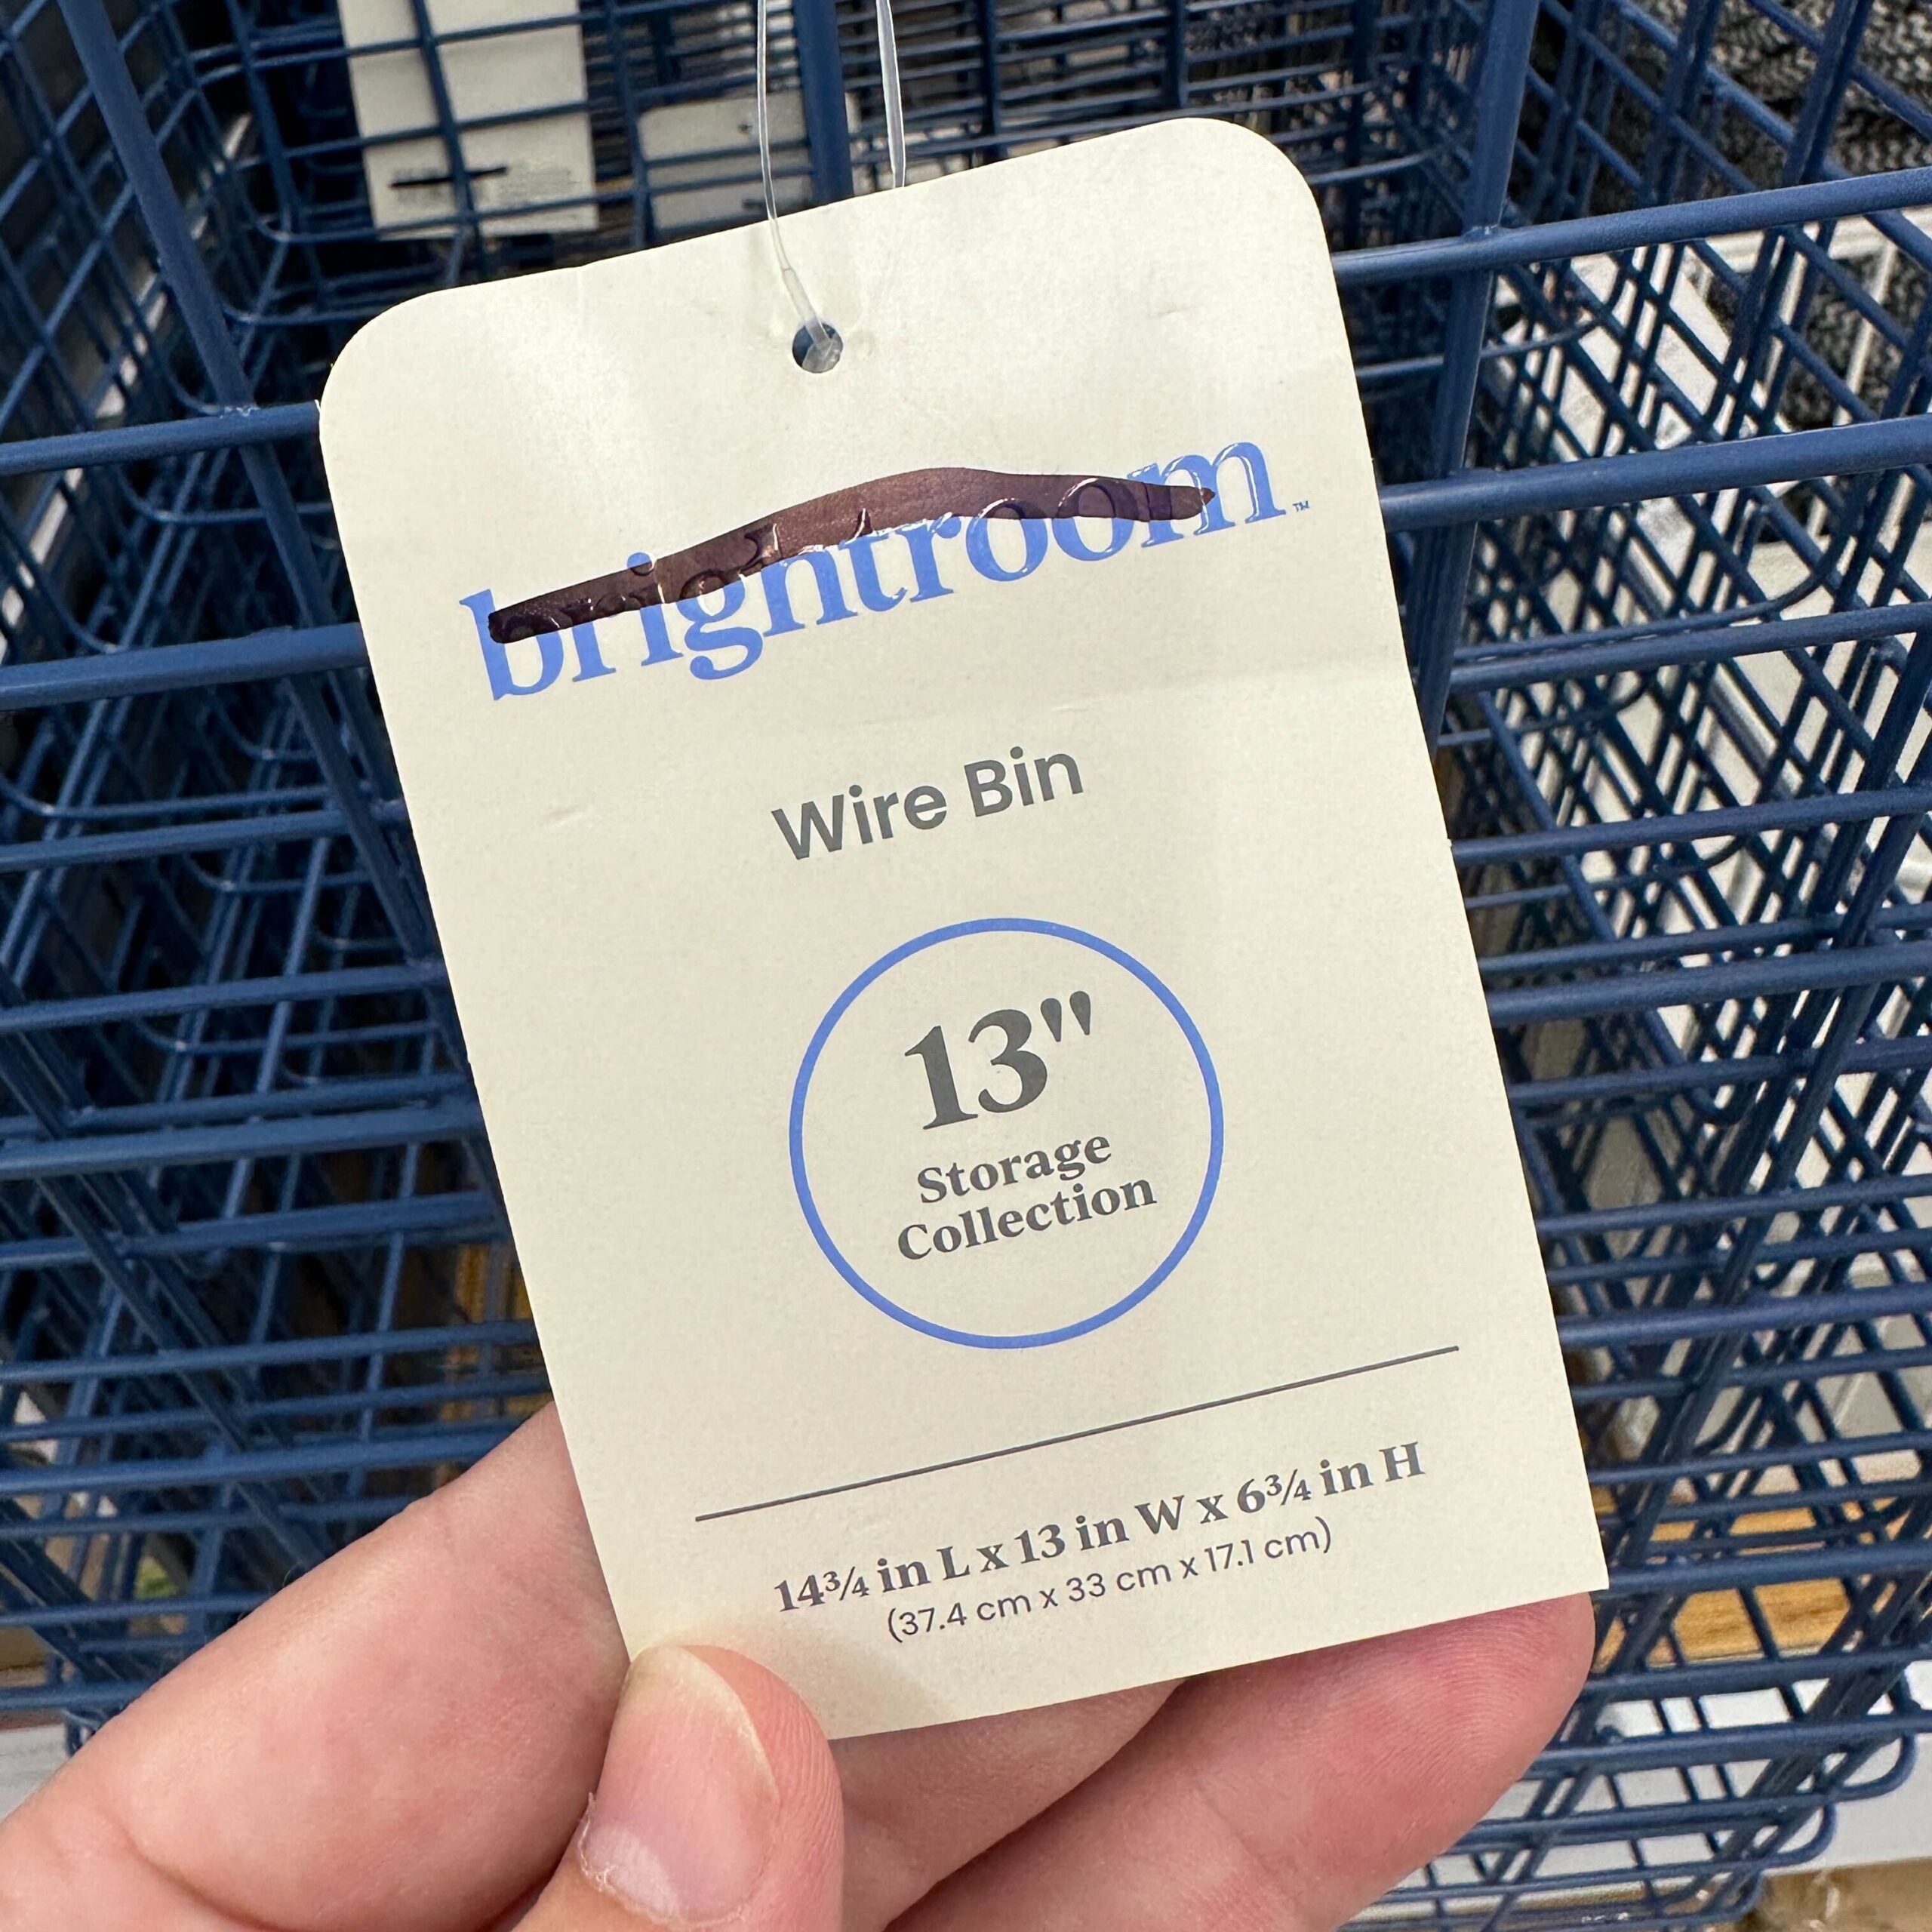 brightroom™
Wire Bin
13"
Storage
Collection
14¾ in L x 13 in W x 6¾ in H
(37.4 cm x 33 cm x 17.1 cm)